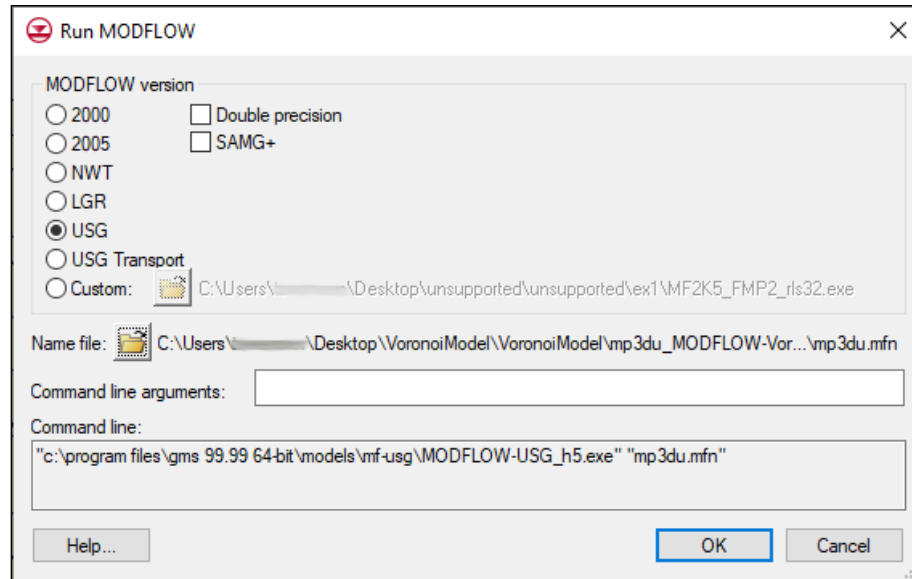 Run MODFLOW
MODFLOW version
2000
Double precision
2005
SAMG+
NWT
LGR
USG
USG Transport
Custom:
C:\Users\ \Desktop\unsupported\unsupported\ex1\MF2K5_FMP2_rls32.exe
Name file:
C:\Users\ \Desktop\VoronoiModel\VoronoiModel\mp3du_MODFLOW-Vor...\mp3du.mfn
Command line arguments:
Command line:
"c:\program files\gms 99.99 64-bit\models\mf-usg\MODFLOW-USG_h5.exe" "mp3du.mfn"
Help...
OK
Cancel